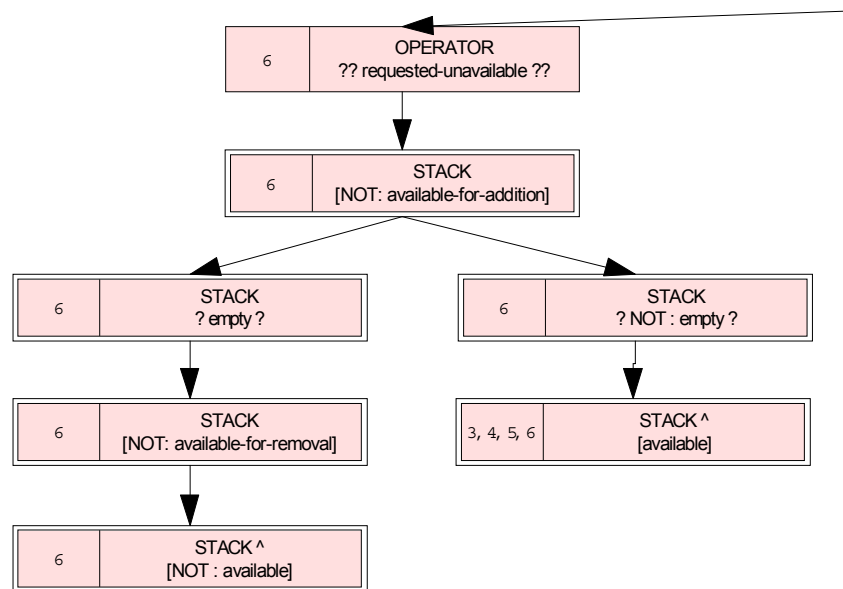 6
OPERATOR
?? requested-unavailable ??
6
STACK
[NOT: available-for-addition]
6
STACK
? empty ?
6
STACK
? NOT : empty ?
6
STACK
[NOT: available-for-removal]
3, 4, 5, 6
STACK ^
[available]
6
STACK ^
[NOT : available]